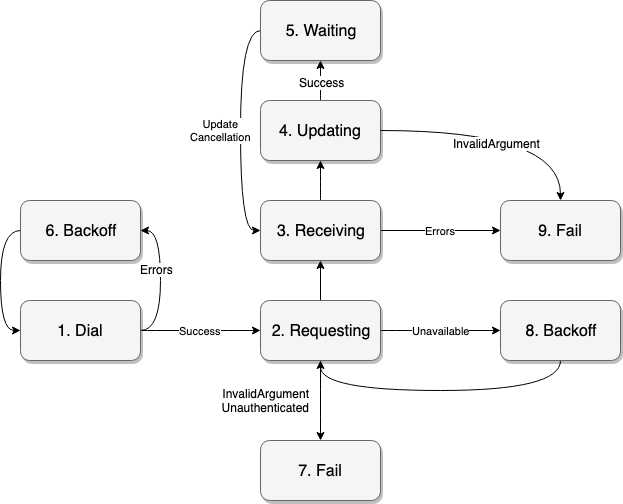 5. Waiting
Success
Update
Cancellation
4. Updating
InvalidArgument
6. Backoff
3. Receiving
Errors
9. Fail
Errors
1. Dial
Success
2. Requesting
Unavailable
8. Backoff
InvalidArgument
Unauthenticated
7. Fail